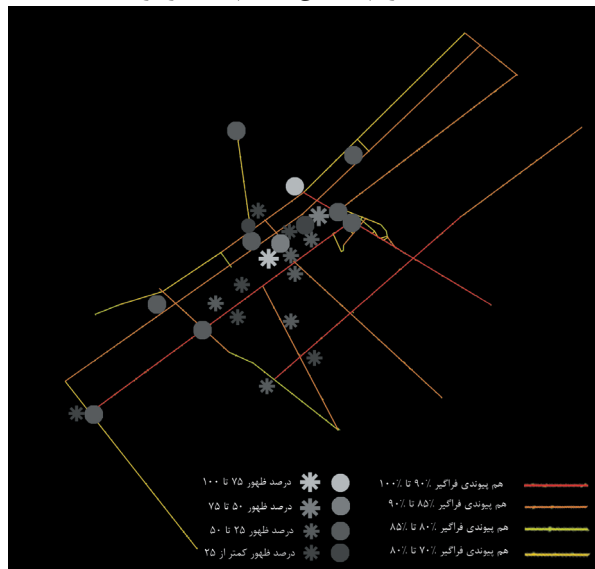 هم پیوندی فراگیر ۹۰٪ تا ۱۰۰٪
هم پیوندی فراگیر ۸۵٪ تا ۹۰٪
هم پیوندی فراگیر ۸۰٪ تا ۸۵٪
هم پیوندی فراگیر ۷۰٪ تا ۸۰٪
درصد ظهور ۷۵ تا ۱۰۰
درصد ظهور ۵۰ تا ۷۵
درصد ظهور ۲۵ تا ۵۰
درصد ظهور کمتر از ۲۵